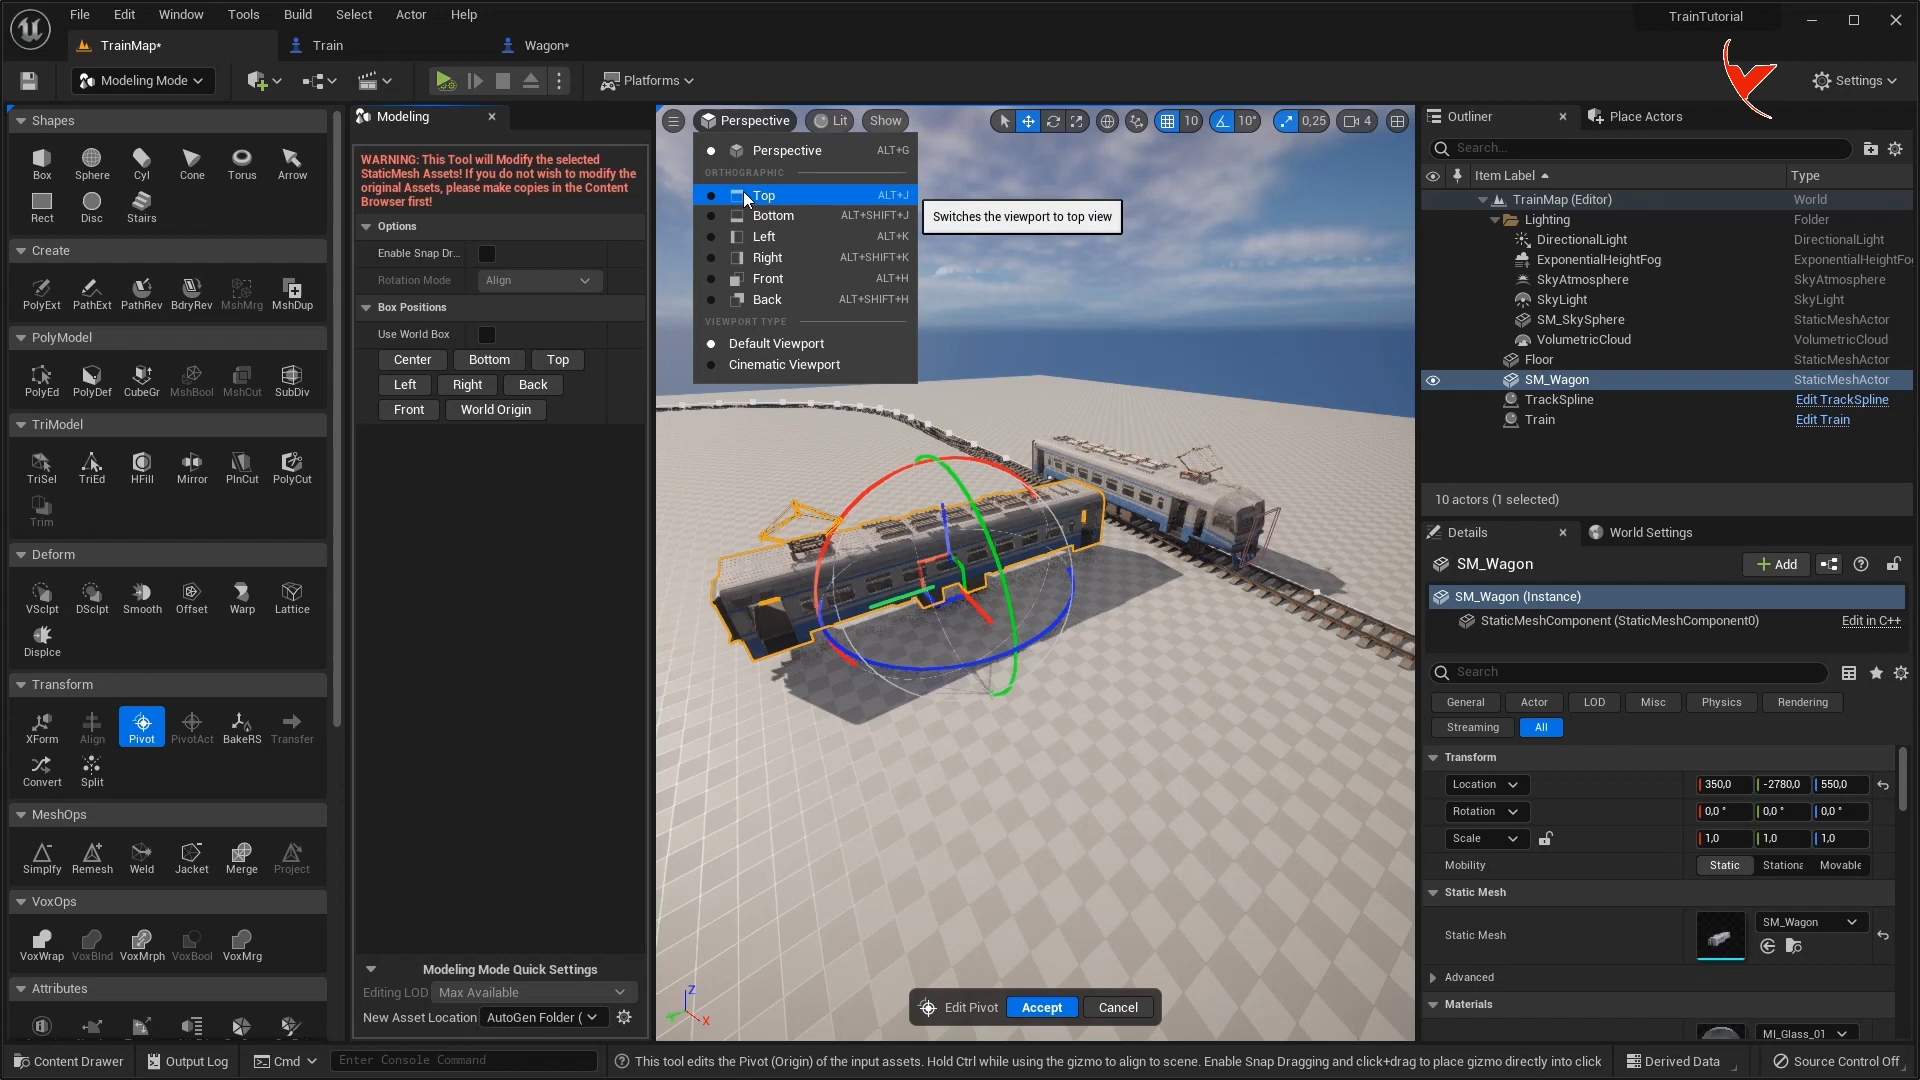 File Edit Window Tools Build Select Actor Help
TrainTutorial
TrainMap*
Train
Wagon*
Modeling Mode
Platforms
Settings
Shapes
Box Sphere Cyl Cone Torus Arrow
Rect Disc Stairs
Create
PolyExt PathExt PathRev BdryRev MshMrg MshDup
PolyModel
PolyEd PolyDef CubeGr MshBool MshCut SubDiv
TriModel
TriSel TriEd HFill Mirror PlnCut PolyCut
Trim
Deform
VSclpt DSclpt Smooth Offset Warp Lattice
Displce
Transform
XForm Align Pivot PivotAct BakeRS Transfer
Convert Split
MeshOps
Simplfy Remesh Weld Jacket Merge Project
VoxOps
VoxWrap VoxBlnd VoxMrph VoxBool VoxMrg
Attributes
Modeling
WARNING: This Tool will Modify the selected
StaticMesh Assets! If you do not wish to modify the
original Assets, please make copies in the Content
Browser first!
Options
Enable Snap Dr...
Rotation Mode Align
Box Positions
Use World Box
Center Bottom Top
Left Right Back
Front World Origin
Modeling Mode Quick Settings
Editing LOD Max Available
New Asset Location AutoGen Folder (
Perspective Lit Show 10 10° 0,25 4
Perspective ALT+G
ORTHOGRAPHIC
Top ALT+J
Bottom ALT+SHIFT+J
Left ALT+K
Right ALT+SHIFT+K
Front ALT+H
Back ALT+SHIFT+H
VIEWPORT TYPE
Default Viewport
Cinematic Viewport
Switches the viewport to top view
Z
X
Edit Pivot Accept Cancel
Outliner Place Actors
Search...
Item Label Type
TrainMap (Editor) World
Lighting Folder
DirectionalLight DirectionalLight
ExponentialHeightFog ExponentialHeightFog
SkyAtmosphere SkyAtmosphere
SkyLight SkyLight
SM_SkySphere StaticMeshActor
VolumetricCloud VolumetricCloud
Floor StaticMeshActor
SM_Wagon StaticMeshActor
TrackSpline Edit TrackSpline
Train Edit Train
10 actors (1 selected)
Details World Settings
SM_Wagon Add
SM_Wagon (Instance)
StaticMeshComponent (StaticMeshComponent0) Edit in C++
Search
General Actor LOD Misc Physics Rendering
Streaming All
Transform
Location 350,0 -2780,0 550,0
Rotation 0,0 ° 0,0 ° 0,0 °
Scale 1,0 1,0 1,0
Mobility Static Stationa Movable
Static Mesh
Static Mesh SM_Wagon
Advanced
Materials
MI_Glass_01
Content Drawer Output Log Cmd Enter Console Command This tool edits the Pivot (Origin) of the input assets. Hold Ctrl while using the gizmo to align to scene. Enable Snap Dragging and click+drag to place gizmo directly into click Derived Data Source Control Off